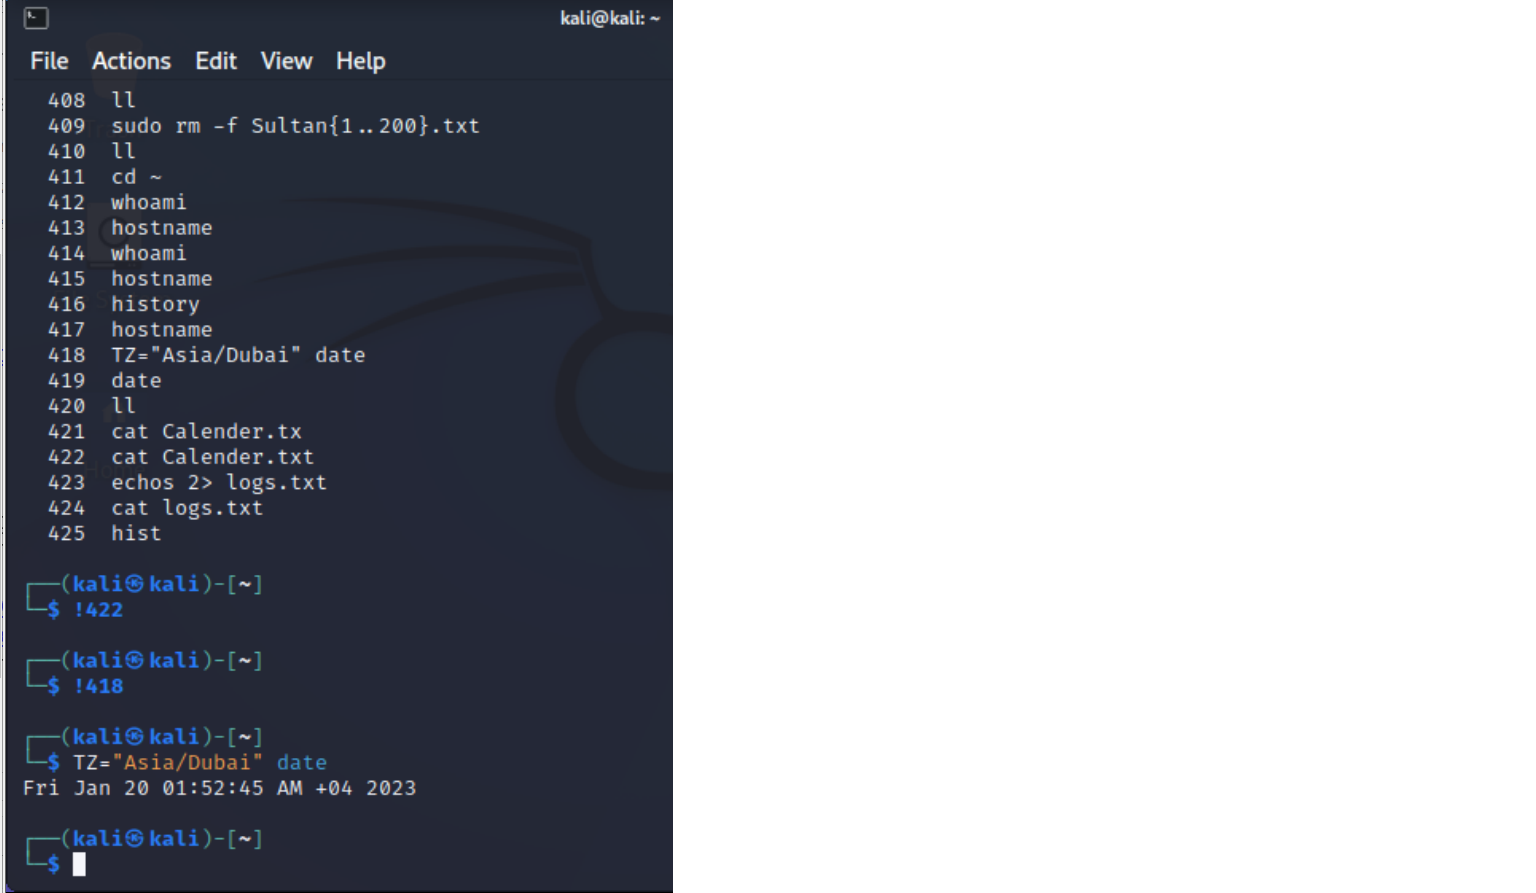 kali@kali: ~
File Actions Edit View Help
408 ll
409 sudo rm -f Sultan{1..200}.txt
410 ll
411 cd ~
412 whoami
413 hostname
414 whoami
415 hostname
416 history
417 hostname
418 TZ="Asia/Dubai" date
419 date
420 ll
421 cat Calender.tx
422 cat Calender.txt
423 echos 2> logs.txt
424 cat logs.txt
425 hist
┌──(kali㉿kali)-[~]
└─$ !422
┌──(kali㉿kali)-[~]
└─$ !418
┌──(kali㉿kali)-[~]
└─$ TZ="Asia/Dubai" date
Fri Jan 20 01:52:45 AM +04 2023
┌──(kali㉿kali)-[~]
└─$